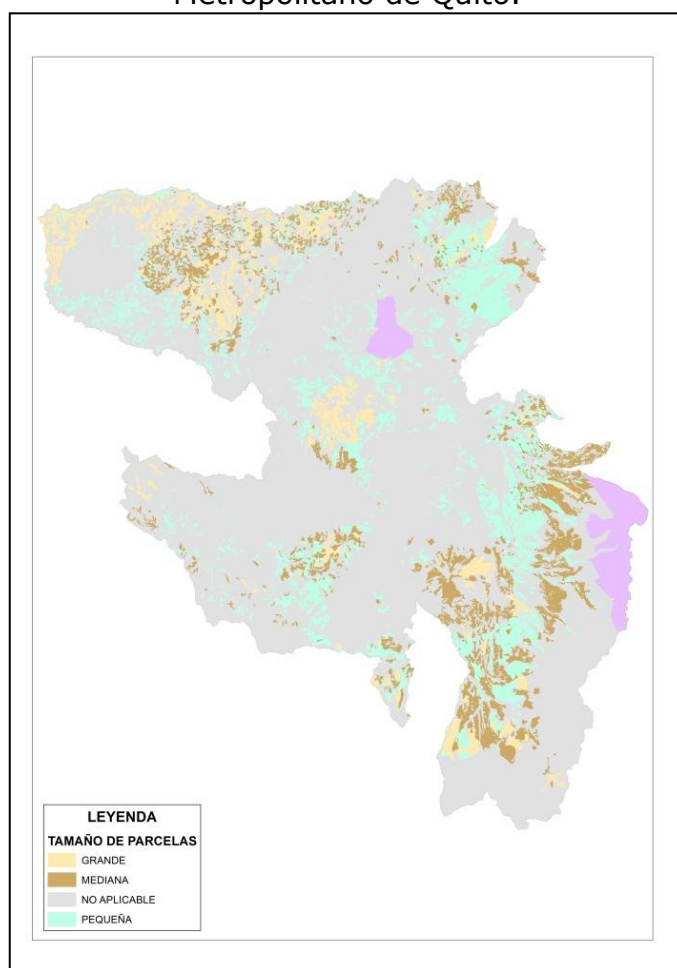 Metropolitano de Quito.
LEYENDA
TAMAÑO DE PARCELAS
GRANDE
MEDIANA
NO APLICABLE
PEQUEÑA